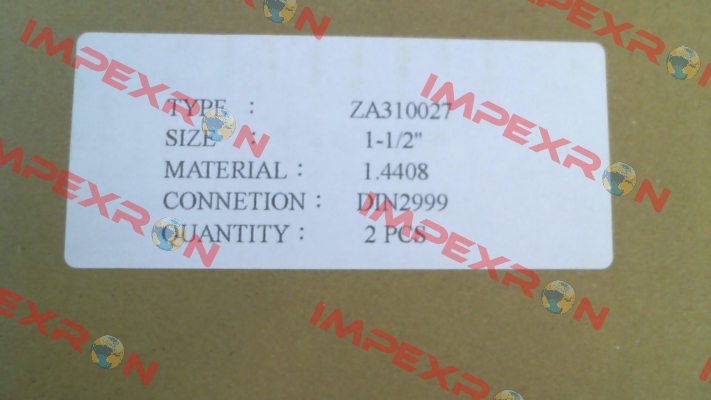 TYPE : ZA310027
SIZE : 1-1/2"
MATERIAL : 1.4408
CONNETION : DIN2999
QUANTITY : 2 PCS
IMPEXRON
IMPEXRON
IMPEXRON
IMPEXRON
IMPEXRON
IMPEXRON
IMPEXRON